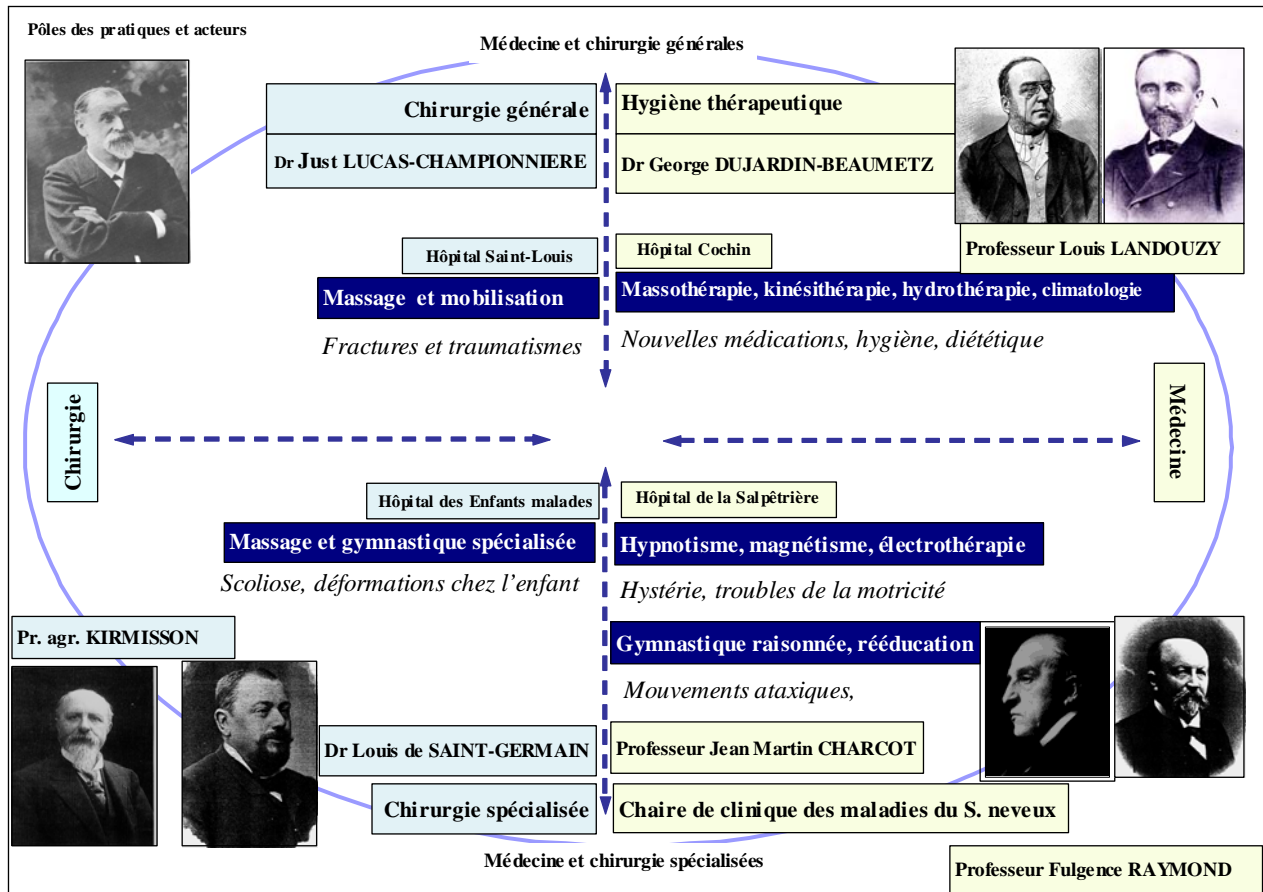 Pôles des pratiques et acteurs
Médecine et chirurgie générales
Chirurgie générale
Hygiène thérapeutique
Dr Just LUCAS-CHAMPIONNIERE
Dr George DUJARDIN-BEAUMETZ
Professeur Louis LANDOUZY
Hôpital Saint-Louis
Hôpital Cochin
Massage et mobilisation
Massothérapie, kinésithérapie, hydrothérapie, climatologie
Fractures et traumatismes
Nouvelles médications, hygiène, diététique
Chirurgie
Médecine
Hôpital des Enfants malades
Hôpital de la Salpêtrière
Massage et gymnastique spécialisée
Hypnotisme, magnétisme, électrothérapie
Scoliose, déformations chez l'enfant
Hystérie, troubles de la motricité
Pr. agr. KIRMISSON
Gymnastique raisonnée, rééducation
Mouvements ataxiques,
Dr Louis de SAINT-GERMAIN
Professeur Jean Martin CHARCOT
Chirurgie spécialisée
Chaire de clinique des maladies du S. neveux
Médecine et chirurgie spécialisées
Professeur Fulgence RAYMOND